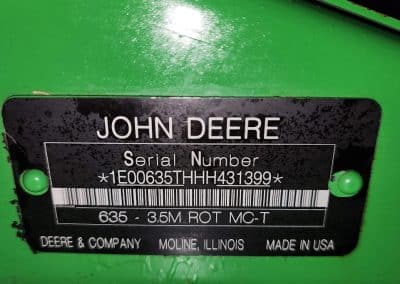 JOHN DEERE
Serial Number
*1E00635THHH431399*
635 - 3.5M ROT MC-T
DEERE & COMPANY MOLINE, ILLINOIS MADE IN USA